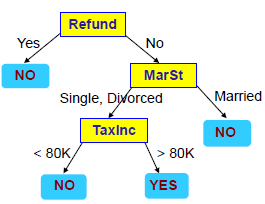 Refund
Yes
No
NO
MarSt
Single, Divorced
Married
TaxInc
NO
< 80K
> 80K
NO
YES